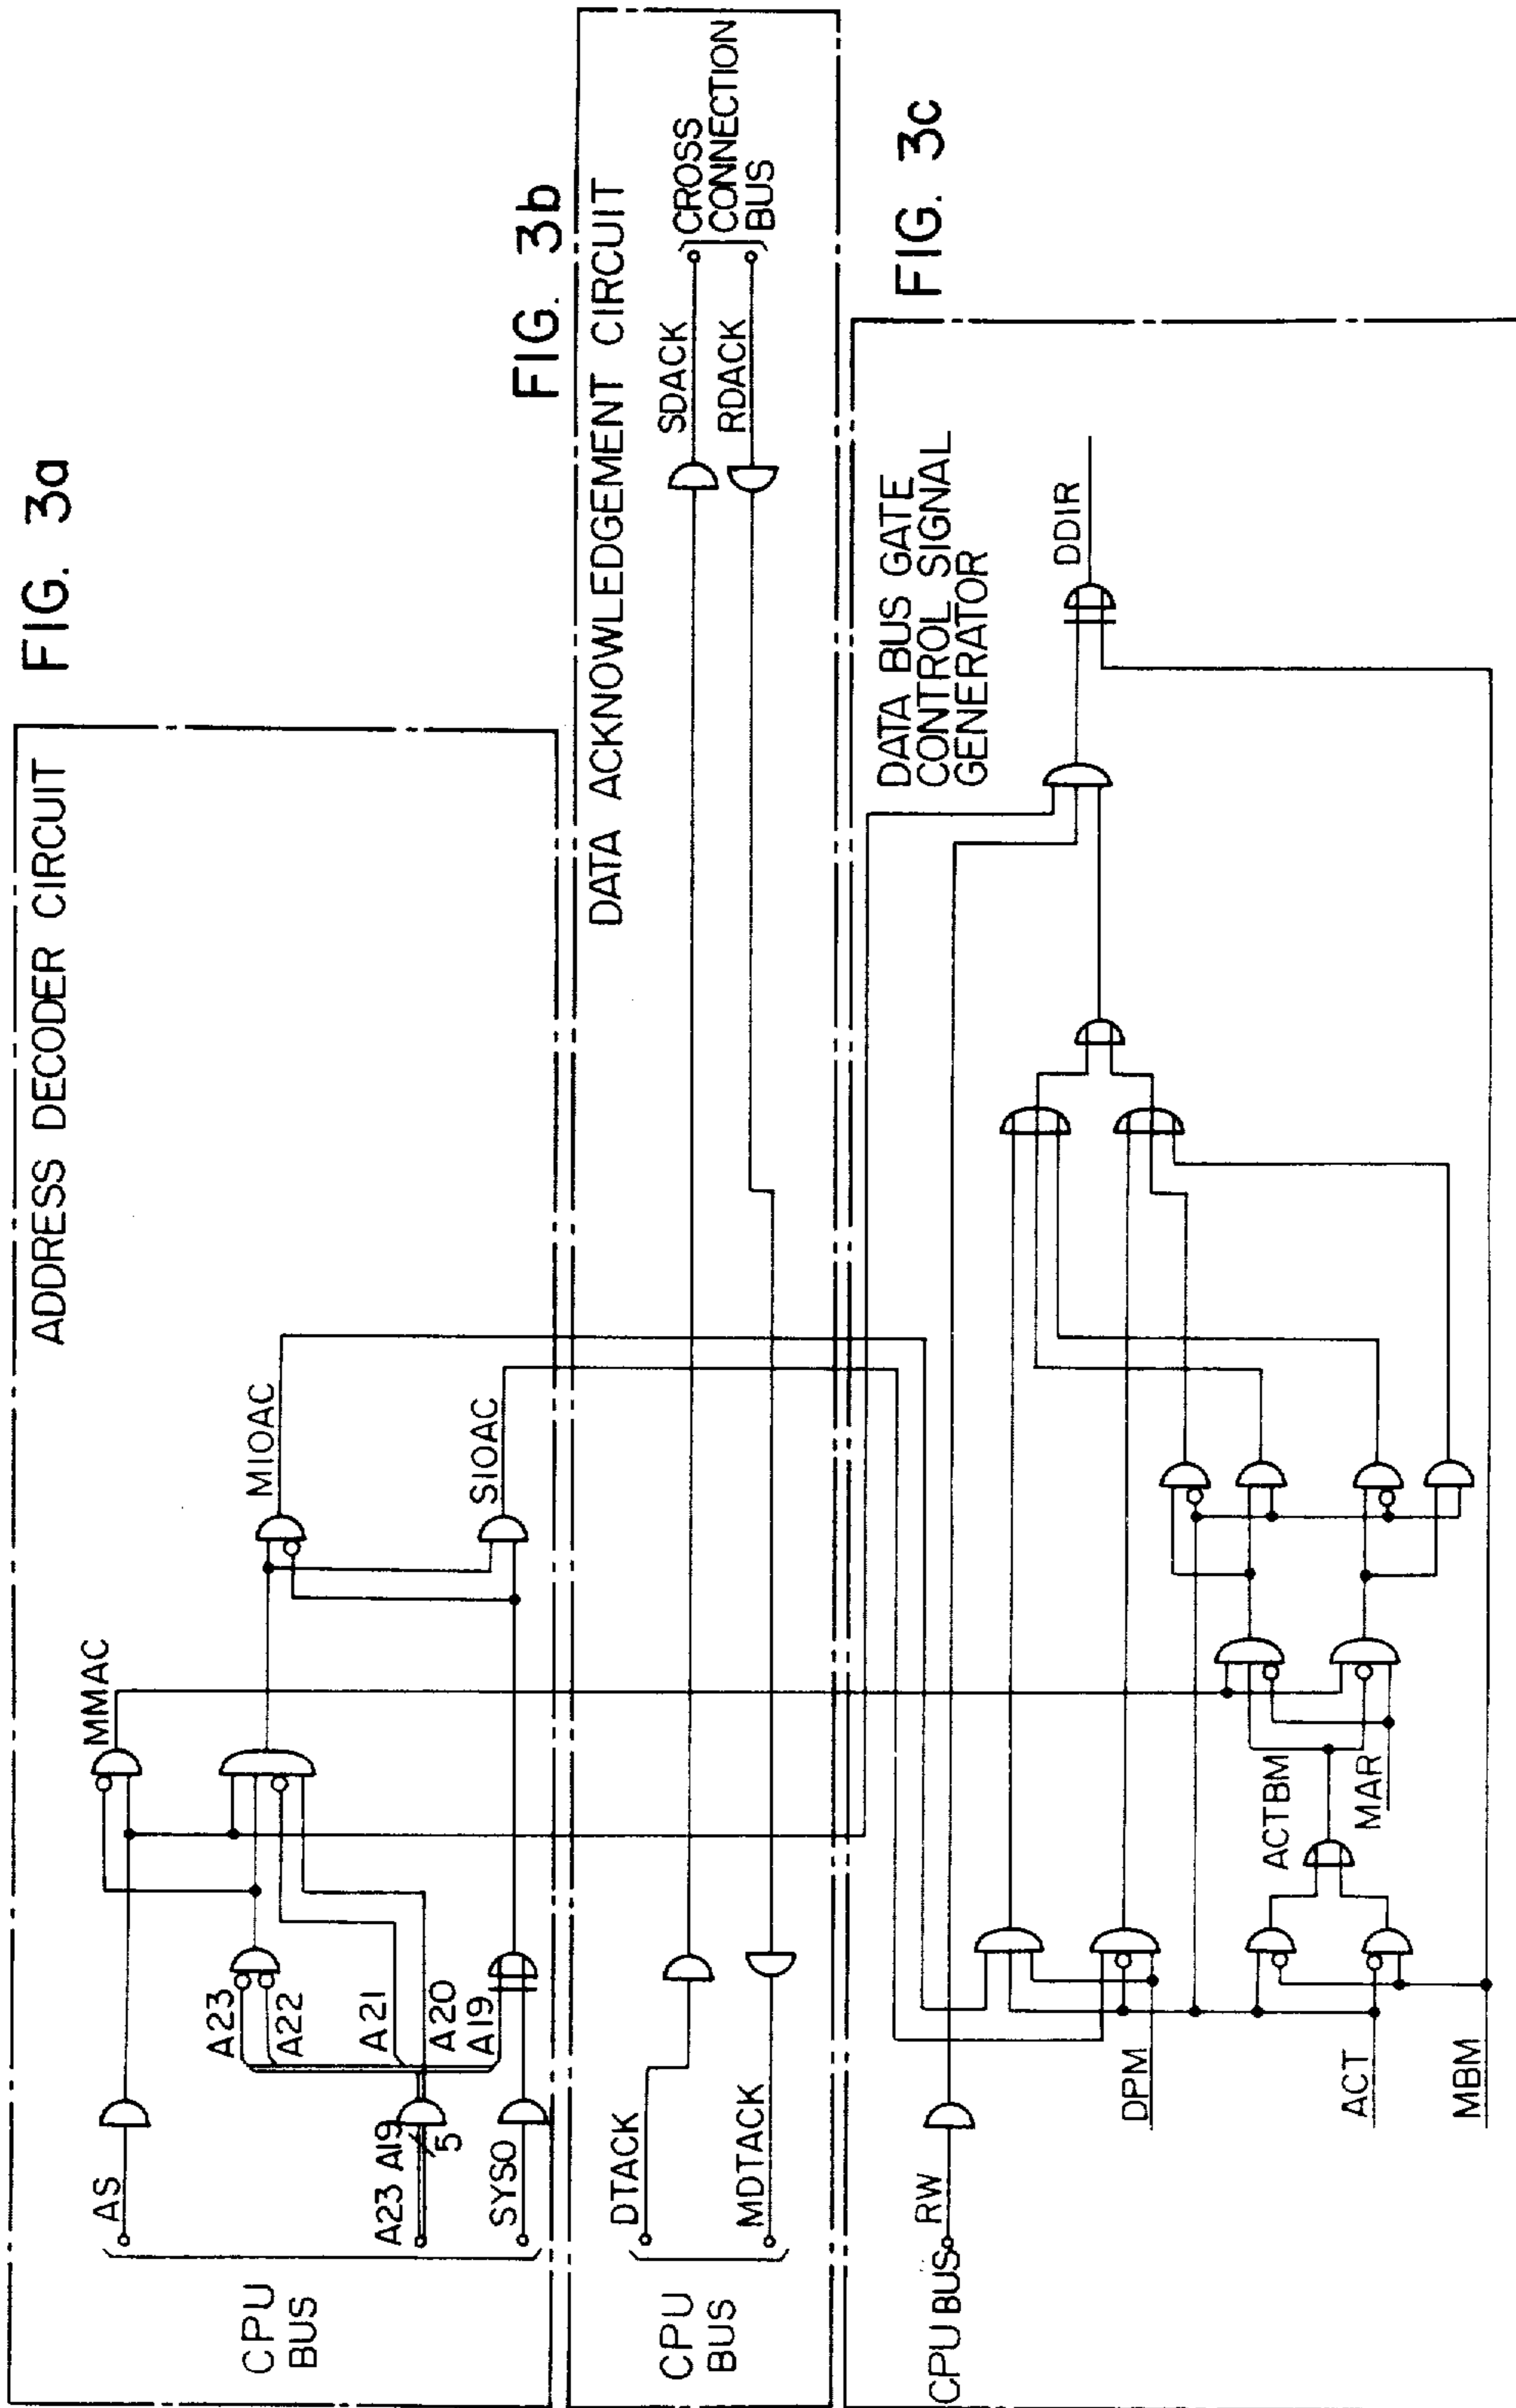 FIG. 3a
ADDRESS DECODER CIRCUIT
CPU
BUS
AS
A23 A19
5
SYSO
A23
A22
A21
A20
A19
MMAC
MIOAC
SIOAC
FIG. 3b
DATA ACKNOWLEDGEMENT CIRCUIT
CPU
BUS
DTACK
MDTACK
SDACK
RDACK
CROSS
CONNECTION
BUS
FIG. 3c
DATA BUS GATE
CONTROL SIGNAL
GENERATOR
CPU BUS
RW
DPM
ACT
MBM
ACTBM
MAR
DDIR